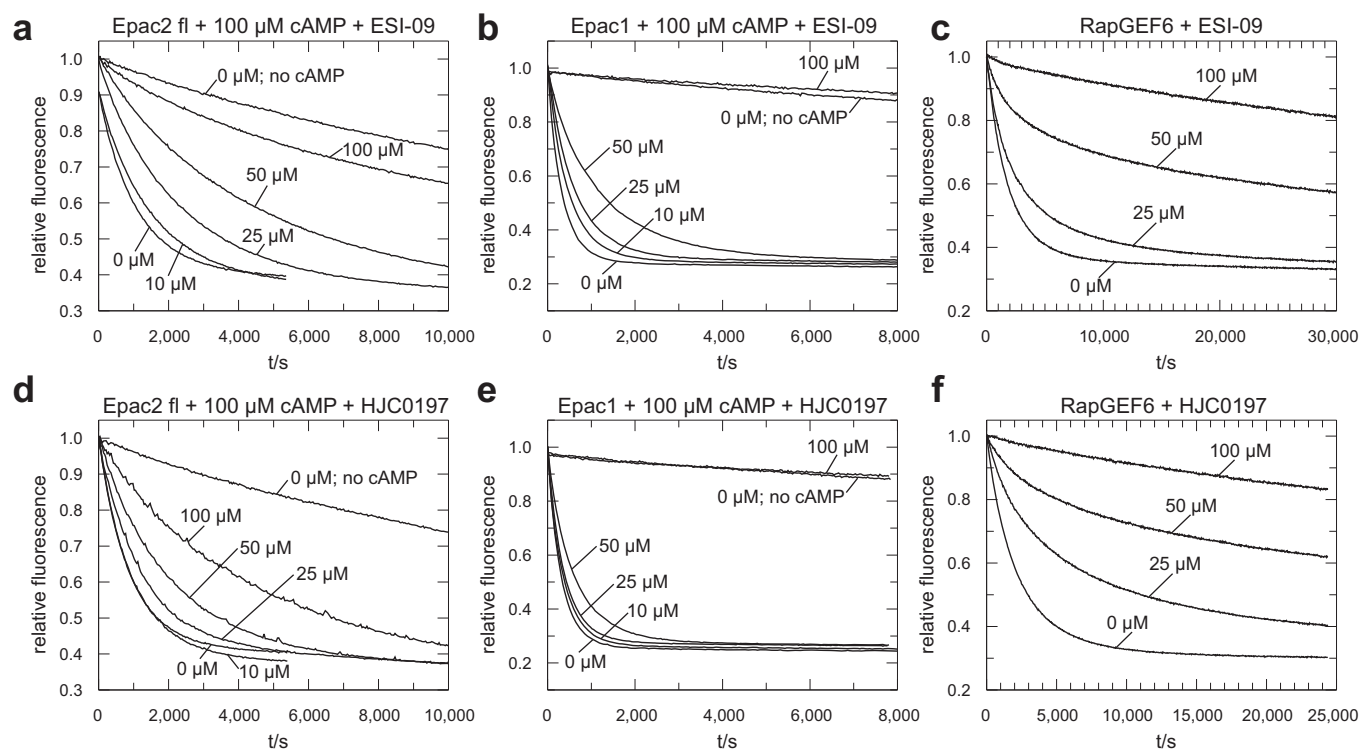 a
Epac2 fl + 100 µM cAMP + ESI-09
relative fluorescence
1.0
0.9
0.8
0.7
0.6
0.5
0.4
0.3
0 µM; no cAMP
100 µM
50 µM
25 µM
0 µM
10 µM
0 2,000 4,000 6,000 8,000 10,000
t/s
b
Epac1 + 100 µM cAMP + ESI-09
relative fluorescence
1.0
0.8
0.6
0.4
0.2
100 µM
0 µM; no cAMP
50 µM
25 µM
10 µM
0 µM
0 2,000 4,000 6,000 8,000
t/s
c
RapGEF6 + ESI-09
relative fluorescence
1.0
0.8
0.6
0.4
0.2
100 µM
50 µM
25 µM
0 µM
0 10,000 20,000 30,000
t/s
d
Epac2 fl + 100 µM cAMP + HJC0197
relative fluorescence
1.0
0.9
0.8
0.7
0.6
0.5
0.4
0.3
0 µM; no cAMP
100 µM
50 µM
25 µM
0 µM
10 µM
0 2,000 4,000 6,000 8,000 10,000
t/s
e
Epac1 + 100 µM cAMP + HJC0197
relative fluorescence
1.0
0.8
0.6
0.4
0.2
100 µM
0 µM; no cAMP
50 µM
25 µM
10 µM
0 µM
0 2,000 4,000 6,000 8,000
t/s
f
RapGEF6 + HJC0197
relative fluorescence
1.0
0.8
0.6
0.4
0.2
100 µM
50 µM
25 µM
0 µM
0 5,000 10,000 15,000 20,000 25,000
t/s